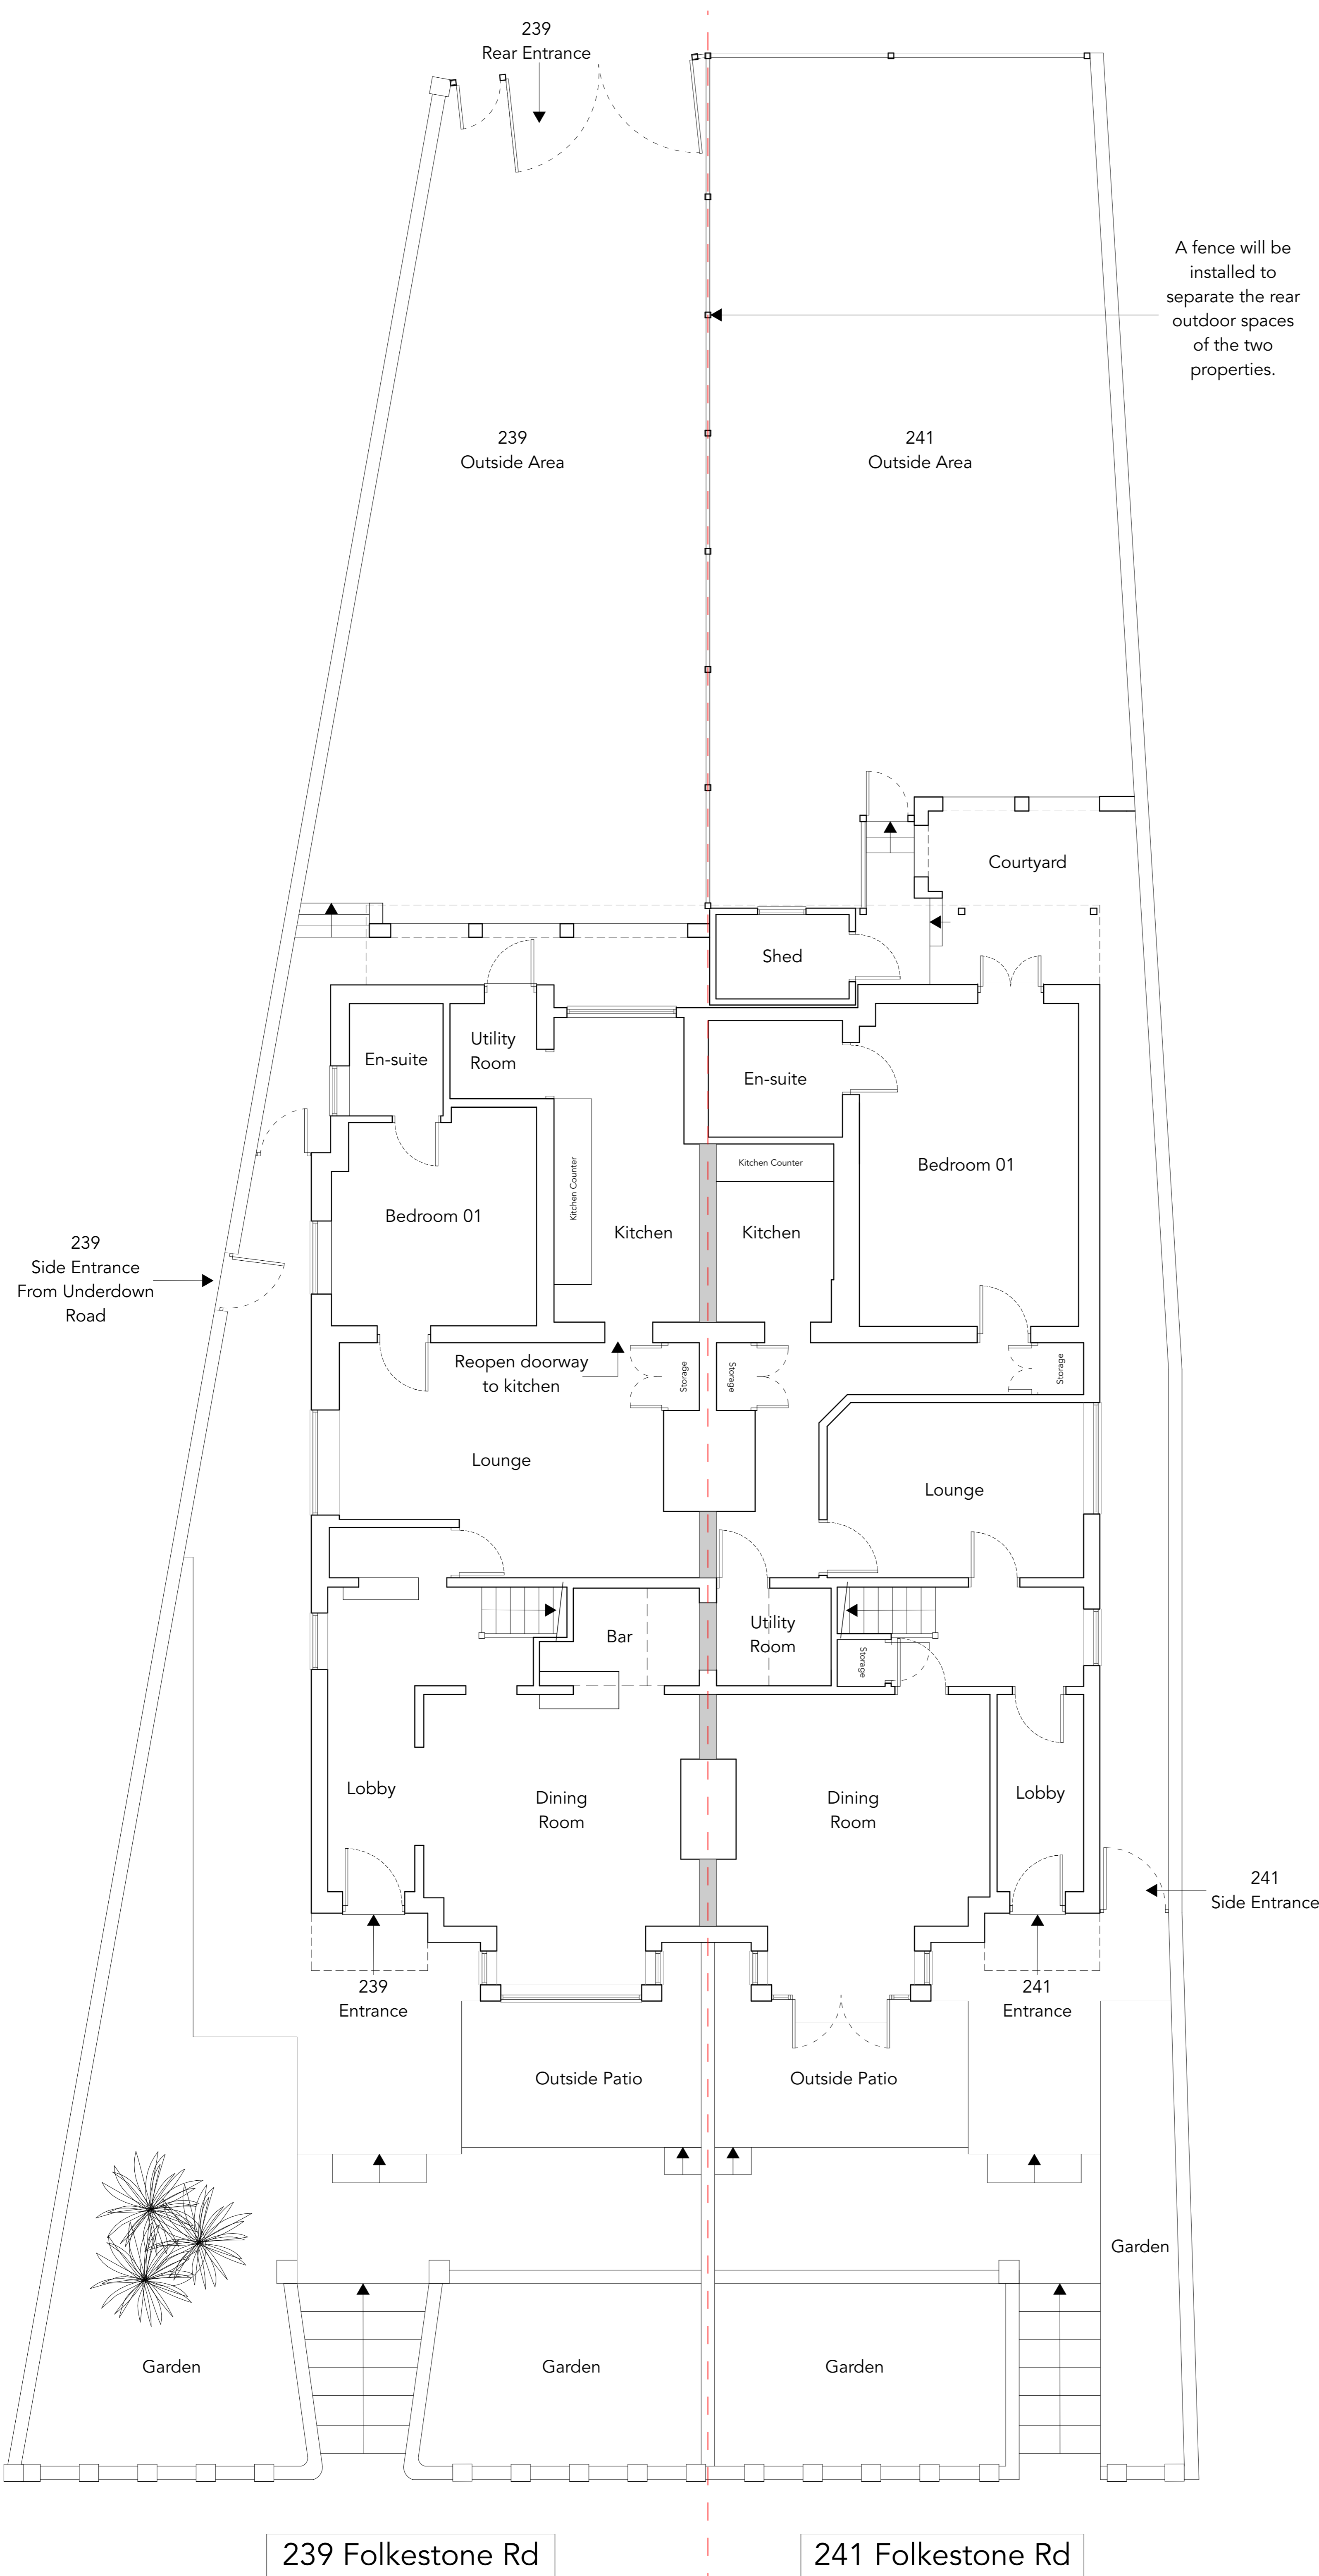 239
Rear Entrance
A fence will be
installed to
separate the rear
outdoor spaces
of the two
properties.
239
Outside Area
241
Outside Area
Courtyard
Shed
Utility
Room
En-suite
En-suite
Kitchen Counter
Kitchen Counter
Bedroom 01
Bedroom 01
Kitchen
Kitchen
239
Side Entrance
From Underdown
Road
Reopen doorway
to kitchen
Storage
Storage
Storage
Lounge
Lounge
Bar
Utility
Room
Storage
Lobby
Dining
Room
Dining
Room
Lobby
241
Side Entrance
239
Entrance
241
Entrance
Outside Patio
Outside Patio
Garden
Garden
Garden
Garden
239 Folkestone Rd
241 Folkestone Rd